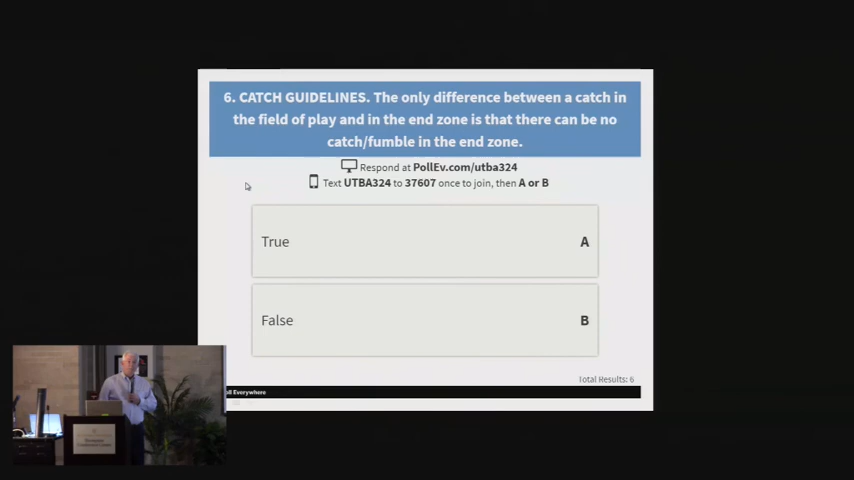 6. CATCH GUIDELINES. The only difference between a catch in
the field of play and in the end zone is that there can be no
catch/fumble in the end zone.
Respond at PollEv.com/utba324
Text UTBA324 to 37607 once to join, then A or B
True A
False B
Total Results: 6
oll Everywhere